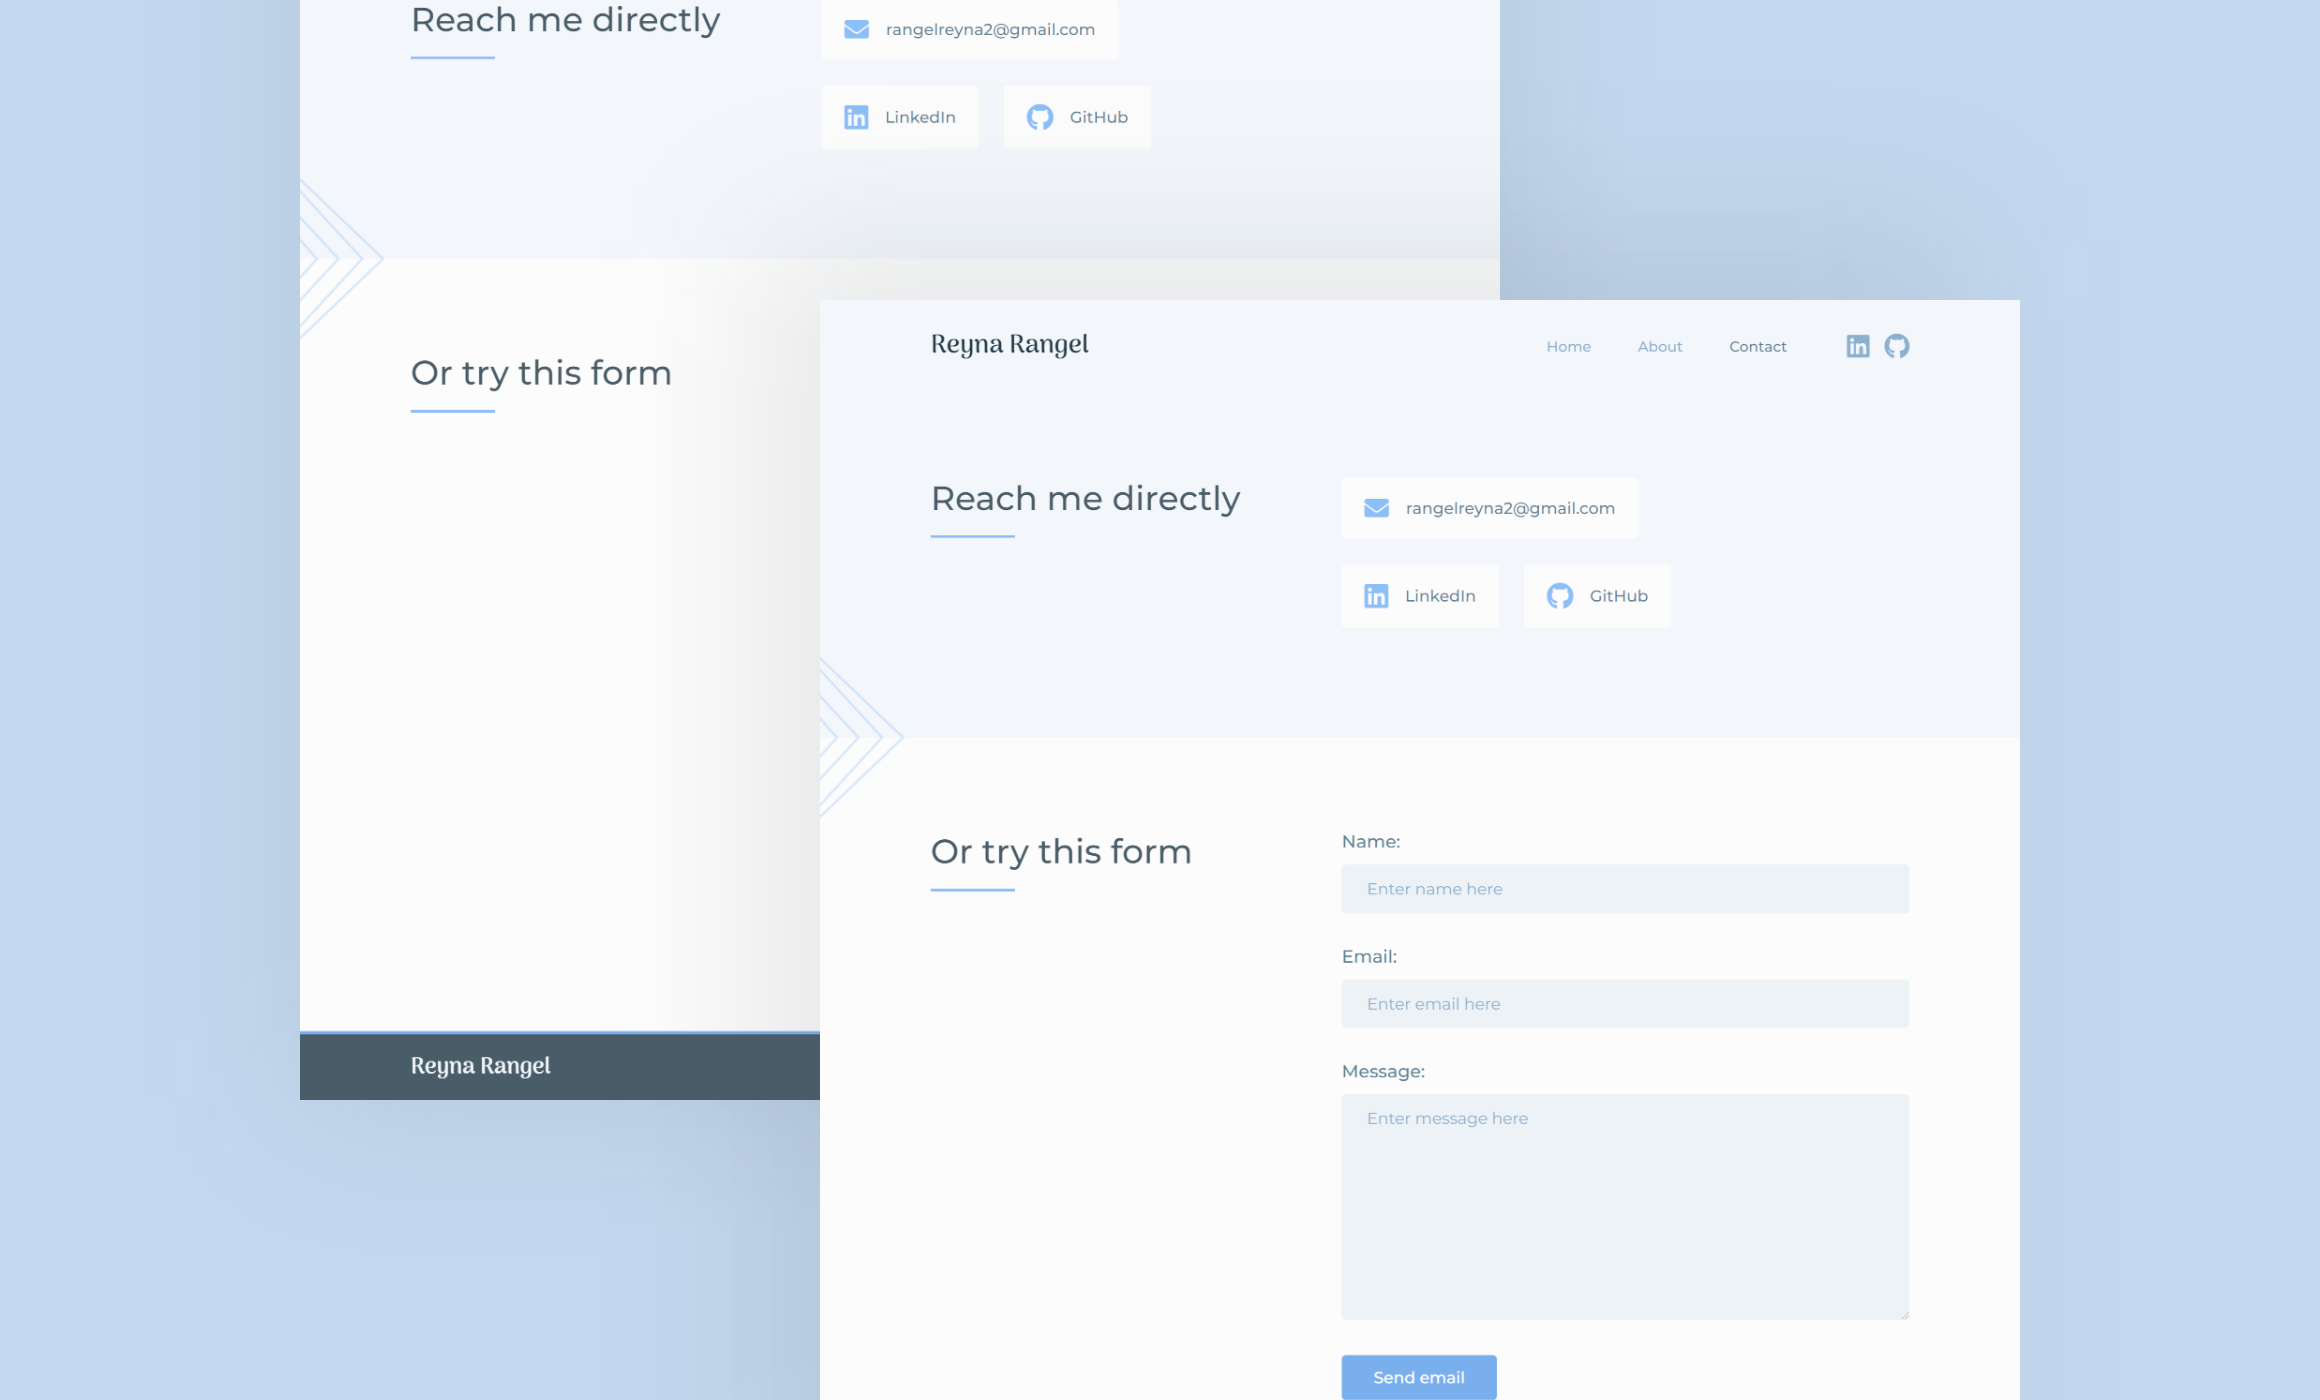 Reach me directly
rangelreyna2@gmail.com
LinkedIn
GitHub
Or try this form
Reyna Rangel
Reyna Rangel
Home
About
Contact
in
Reach me directly
rangelreyna2@gmail.com
LinkedIn
GitHub
Or try this form
Name:
Enter name here
Email:
Enter email here
Message:
Enter message here
Send email